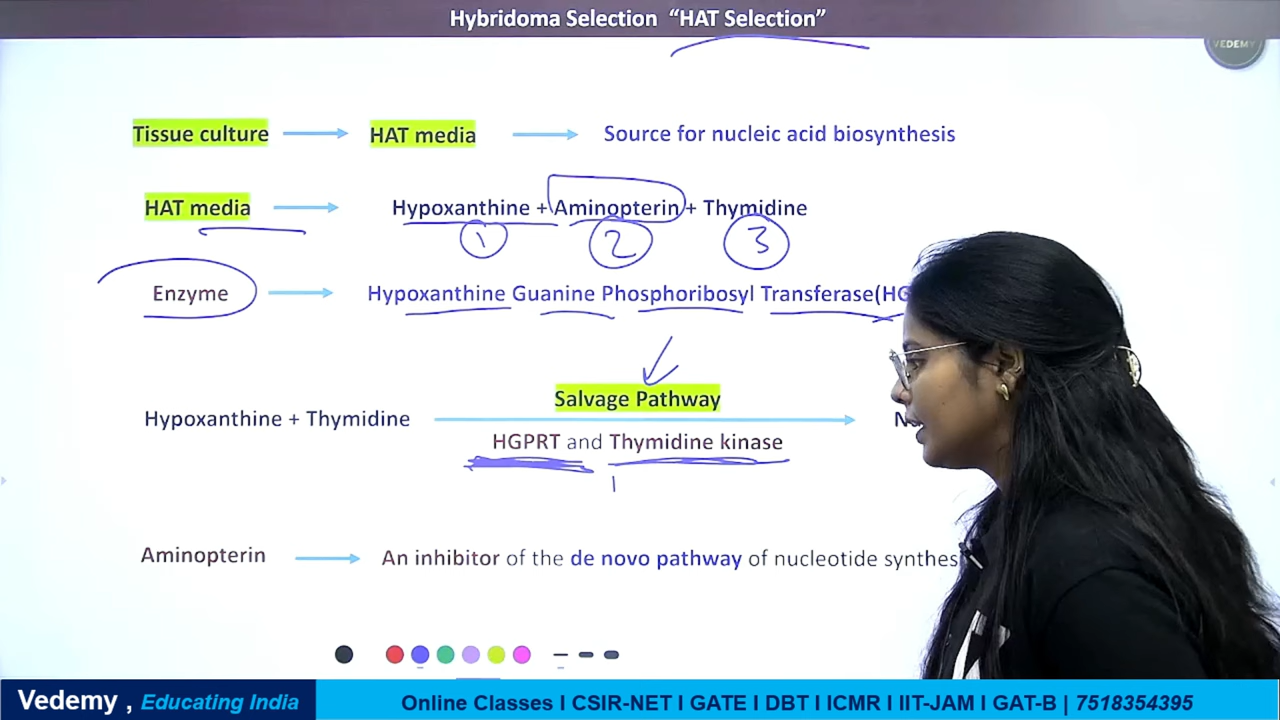 Hybridoma Selection “HAT Selection”
VEDEMY
Tissue culture HAT media Source for nucleic acid biosynthesis
HAT media Hypoxanthine + Aminopterin + Thymidine
1 2 3
Enzyme Hypoxanthine Guanine Phosphoribosyl Transferase(HG
Salvage Pathway
Hypoxanthine + Thymidine
HGPRT and Thymidine kinase
Aminopterin An inhibitor of the de novo pathway of nucleotide synthes
Vedemy , Educating India Online Classes I CSIR-NET I GATE I DBT I ICMR I IIT-JAM I GAT-B | 7518354395